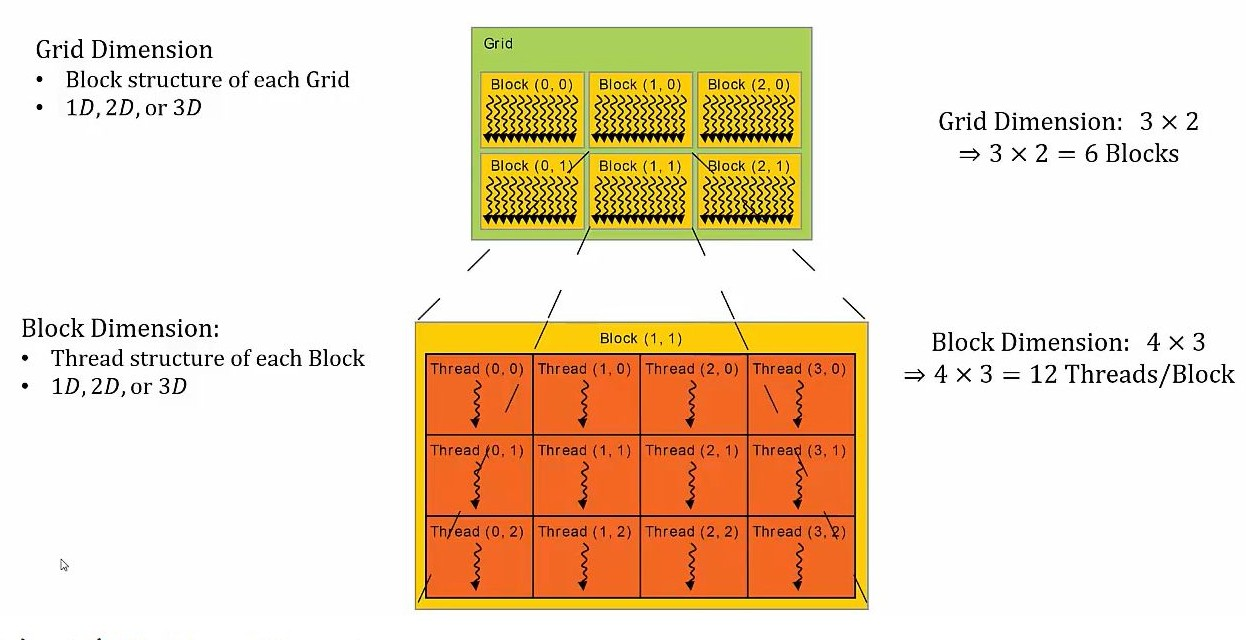 Grid Dimension
• Block structure of each Grid
• 1D, 2D, or 3D
Grid
Block (0, 0) Block (1, 0) Block (2, 0)
Block (0, 1) Block (1, 1) Block (2, 1)
Grid Dimension: 3 × 2
⇒ 3 × 2 = 6 Blocks
Block Dimension:
• Thread structure of each Block
• 1D, 2D, or 3D
Block (1, 1)
Thread (0, 0) Thread (1, 0) Thread (2, 0) Thread (3, 0)
Thread (0, 1) Thread (1, 1) Thread (2, 1) Thread (3, 1)
Thread (0, 2) Thread (1, 2) Thread (2, 2) Thread (3, 2)
Block Dimension: 4 × 3
⇒ 4 × 3 = 12 Threads/Block